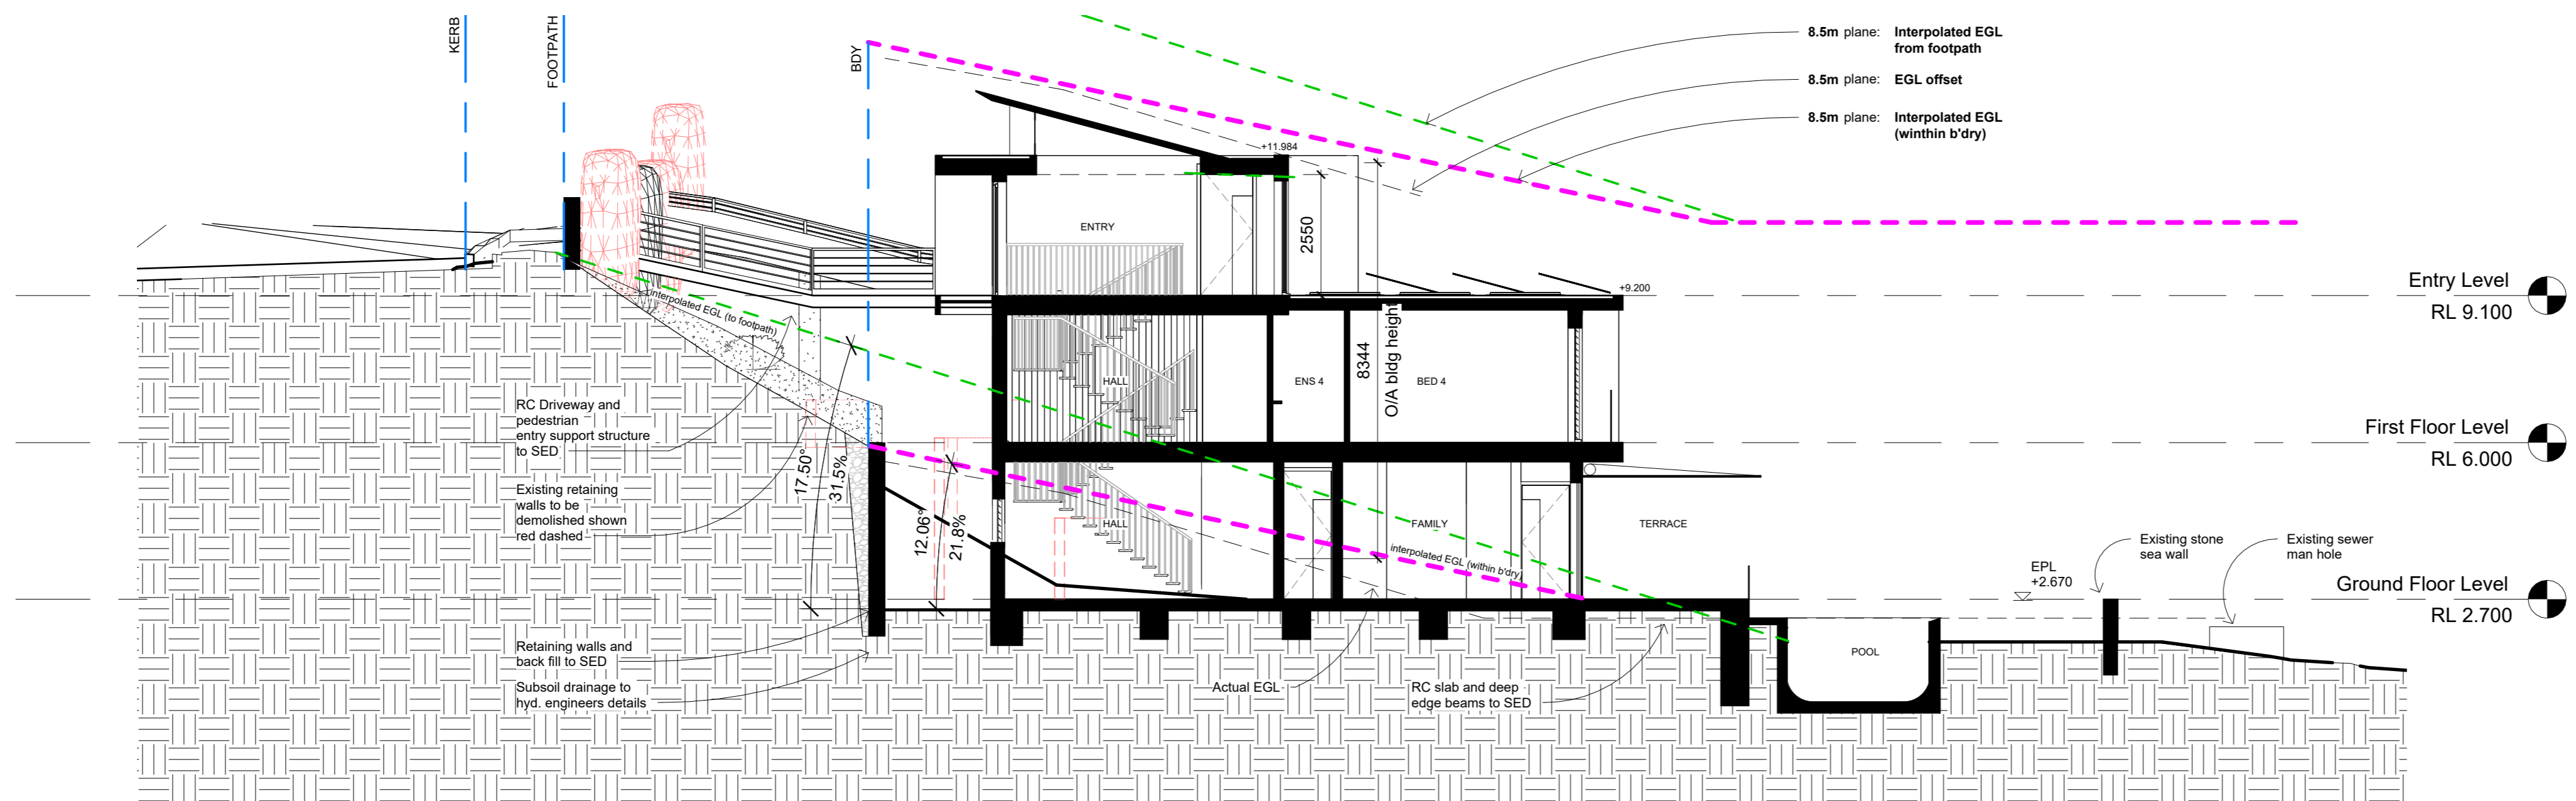 KERB
FOOTPATH
BDY
8.5m plane: Interpolated EGL
from footpath
8.5m plane: EGL offset
8.5m plane: Interpolated EGL
(winthin b'dry)
+11.984
ENTRY
2550
+9.200
Entry Level
RL 9.100
interpolated EGL (to footpath)
8344
O/A bldg height
HALL
ENS 4
BED 4
RC Driveway and
pedestrian
entry support structure
to SED
First Floor Level
RL 6.000
17.50°
31.5%
Existing retaining
walls to be
demolished shown
red dashed
12.06°
21.8%
HALL
FAMILY
TERRACE
interpolated EGL (within b'dry)
Existing stone
sea wall
Existing sewer
man hole
EPL
+2.670
Ground Floor Level
RL 2.700
Retaining walls and
back fill to SED
POOL
Subsoil drainage to
hyd. engineers details
Actual EGL
RC slab and deep
edge beams to SED